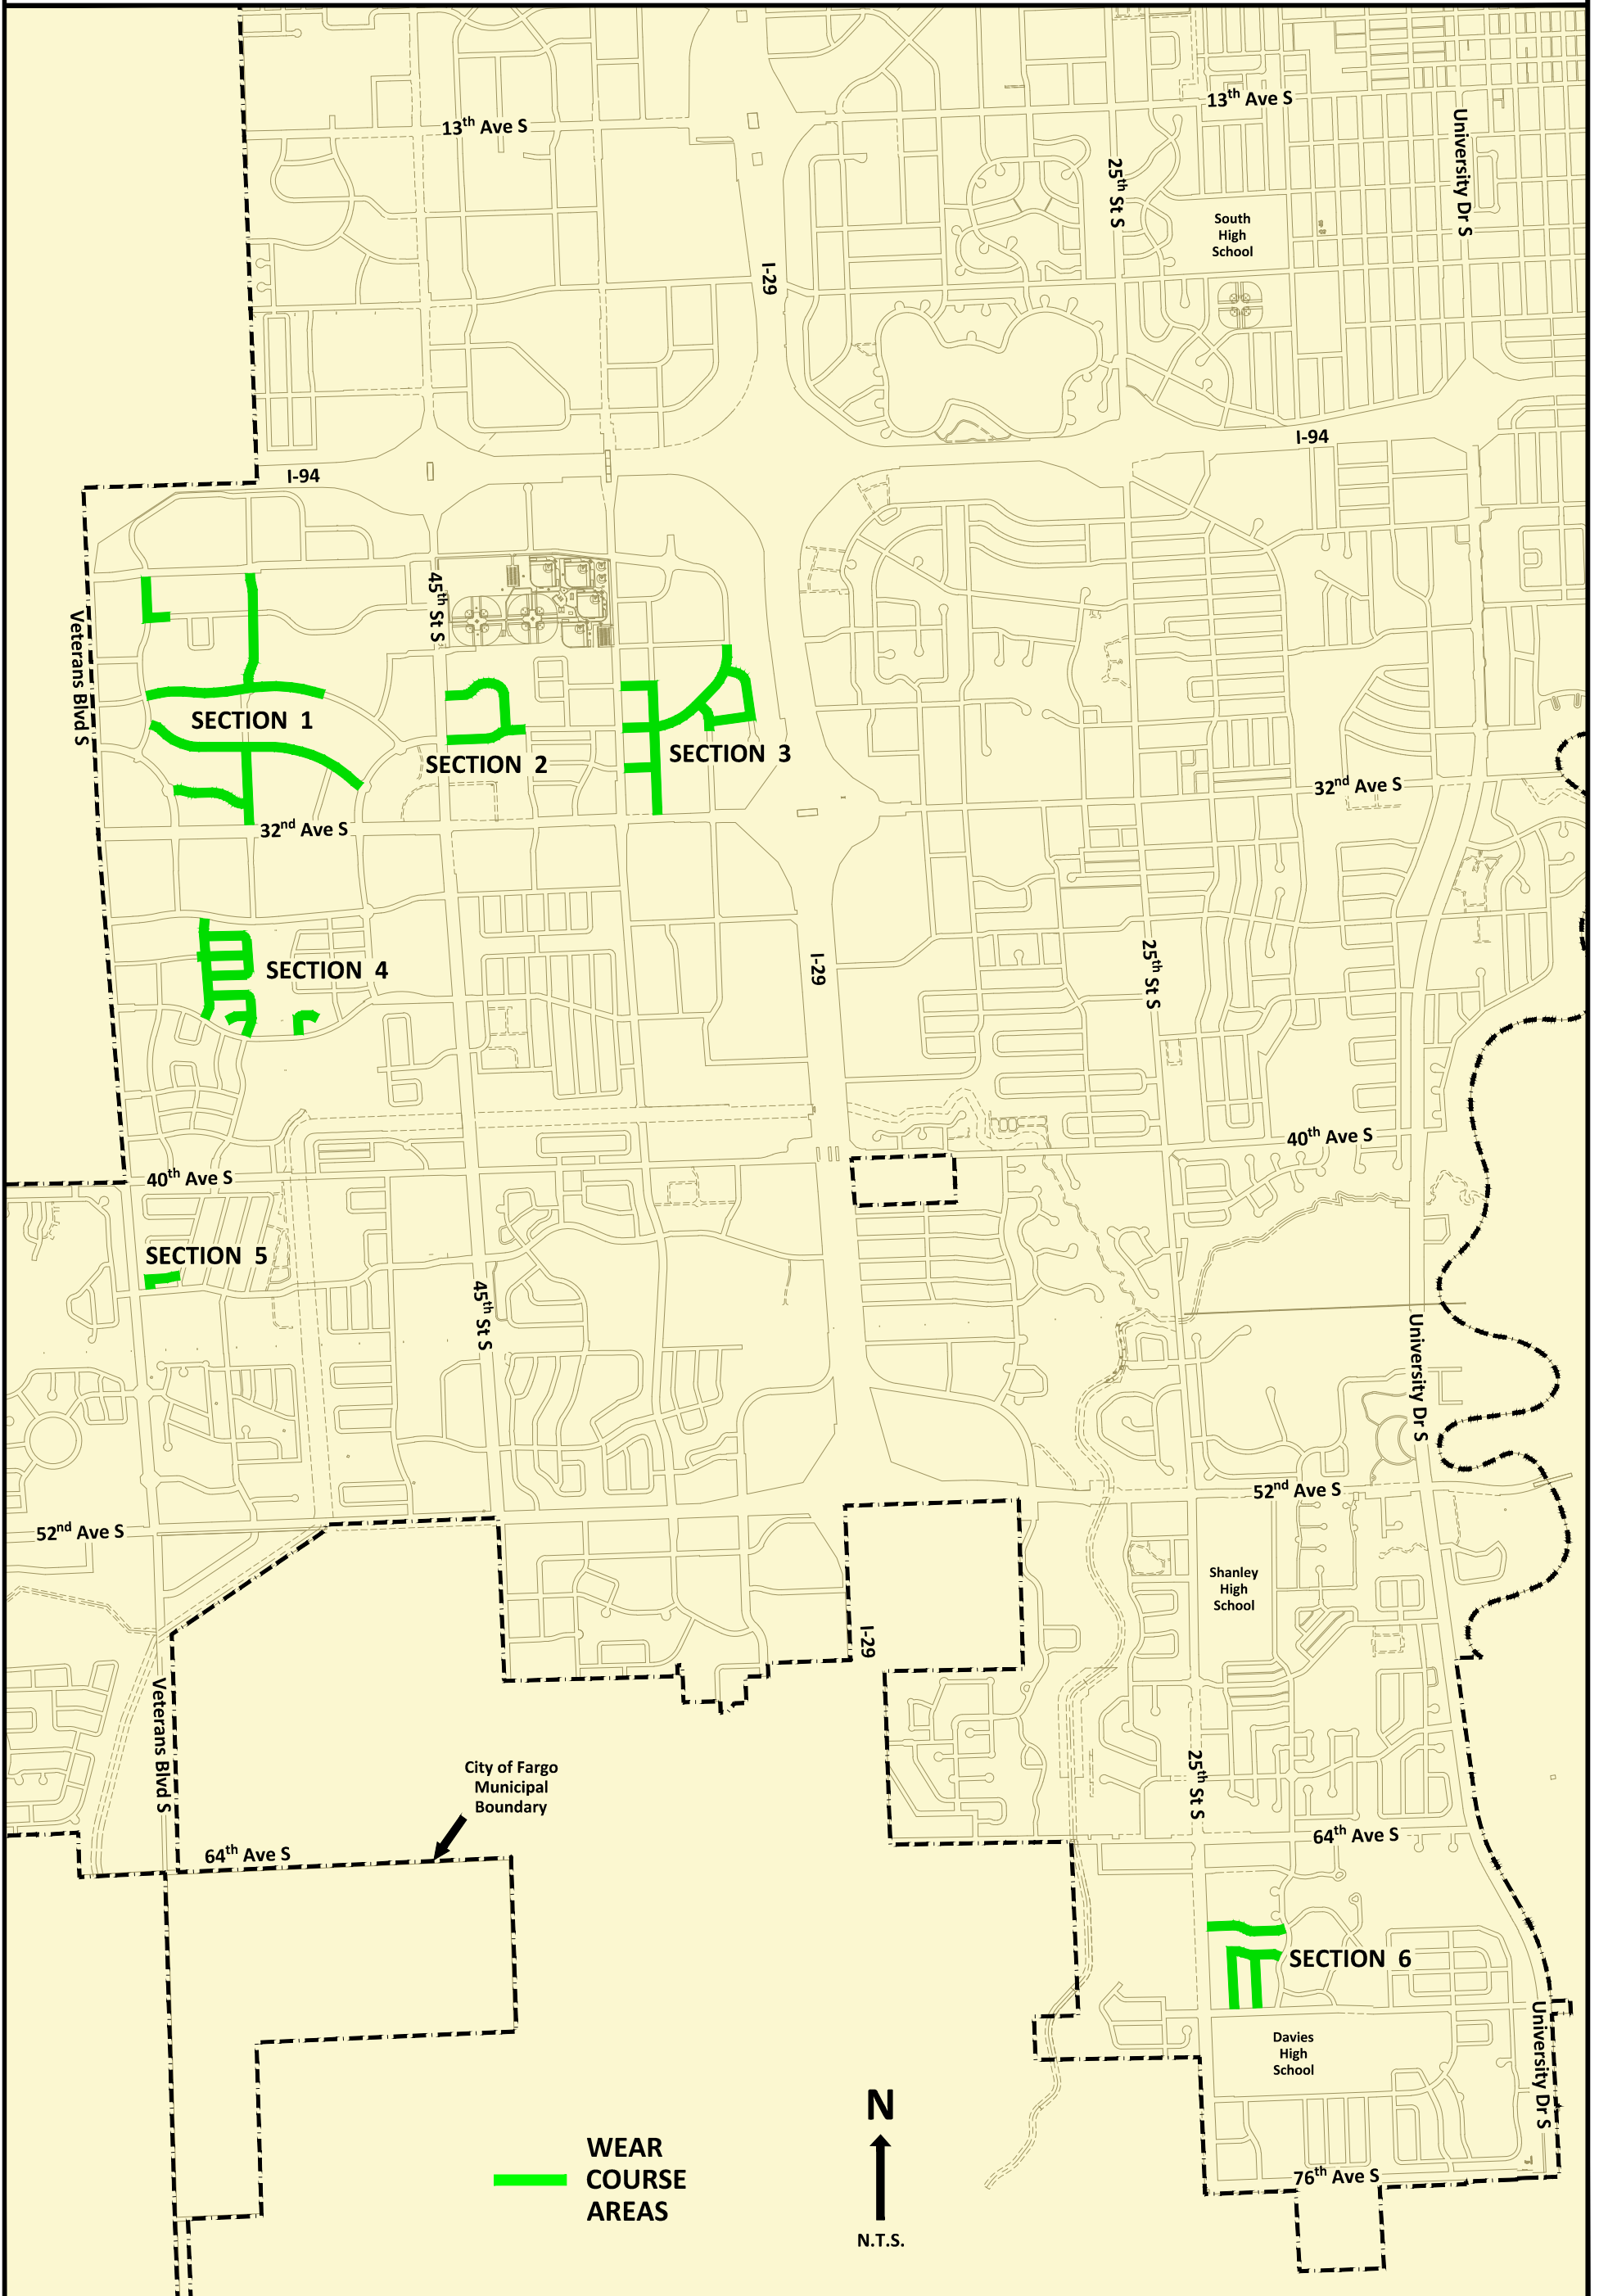 13th Ave S
13th Ave S
University Dr S
25th St S
South
High
School
I-29
I-94
I-94
45th St S
Veterans Blvd S
SECTION 1
SECTION 2
SECTION 3
32nd Ave S
32nd Ave S
SECTION 4
I-29
25th St S
40th Ave S
40th Ave S
SECTION 5
45th St S
University Dr S
52nd Ave S
52nd Ave S
Shanley
High
School
I-29
Veterans Blvd S
25th St S
City of Fargo
Municipal
Boundary
64th Ave S
64th Ave S
SECTION 6
University Dr S
Davies
High
School
N
WEAR
COURSE
AREAS
76th Ave S
N.T.S.